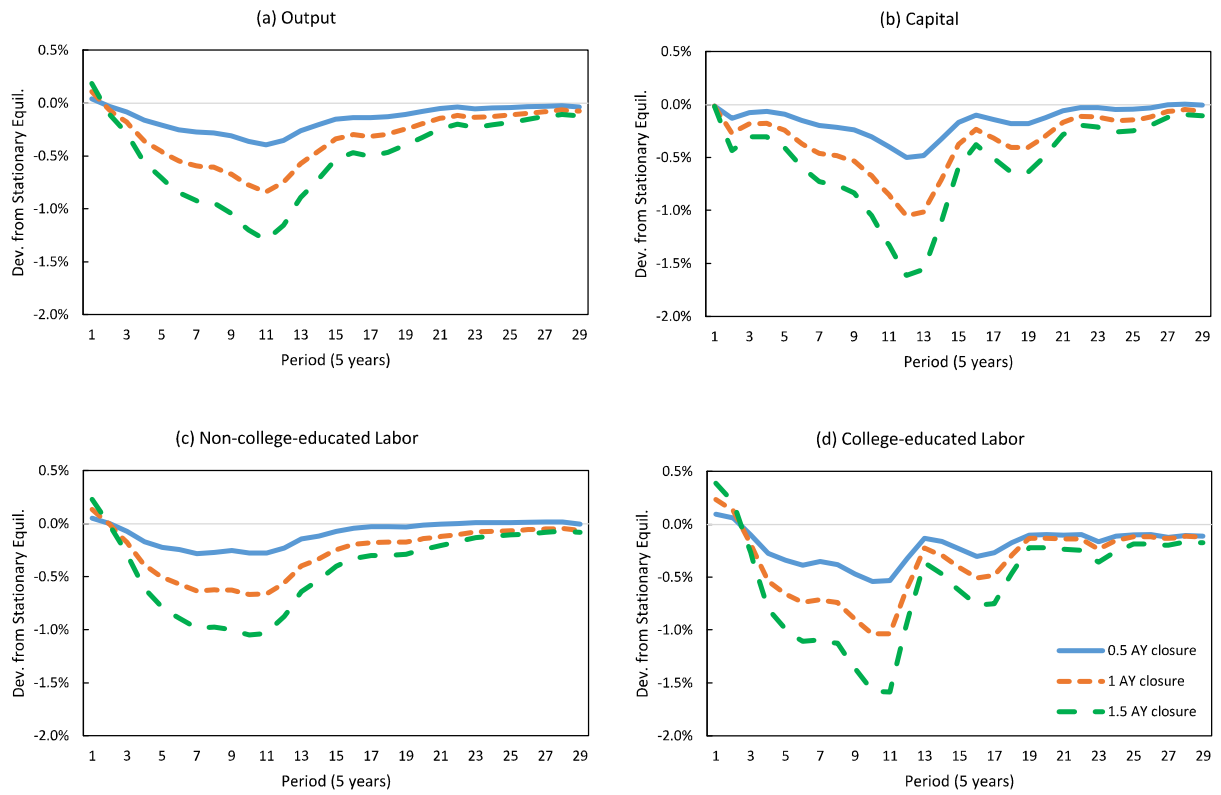 (a) Output
Dev. from Stationary Equil.
0.5%
0.0%
-0.5%
-1.0%
-1.5%
-2.0%
1 3 5 7 9 11 13 15 17 19 21 23 25 27 29
Period (5 years)
(b) Capital
Dev. from Stationary Equil.
0.5%
0.0%
-0.5%
-1.0%
-1.5%
-2.0%
1 3 5 7 9 11 13 15 17 19 21 23 25 27 29
Period (5 years)
(c) Non-college-educated Labor
Dev. from Stationary Equil.
0.5%
0.0%
-0.5%
-1.0%
-1.5%
-2.0%
1 3 5 7 9 11 13 15 17 19 21 23 25 27 29
Period (5 years)
(d) College-educated Labor
Dev. from Stationary Equil.
0.5%
0.0%
-0.5%
-1.0%
-1.5%
-2.0%
0.5 AY closure
1 AY closure
1.5 AY closure
1 3 5 7 9 11 13 15 17 19 21 23 25 27 29
Period (5 years)